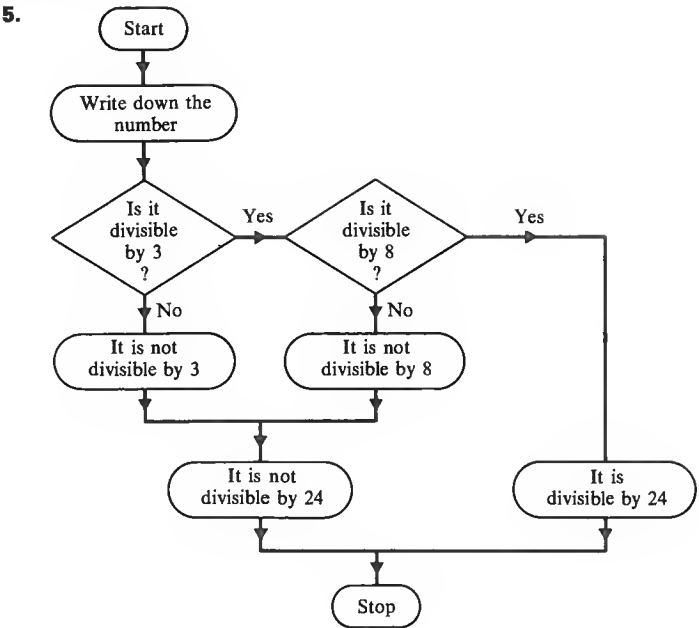 5.
Start
Write down the
number
Is it
divisible
by 3
?
Yes
Is it
divisible
by 8
?
Yes
No
No
It is not
divisible by 3
It is not
divisible by 8
It is not
divisible by 24
It is
divisible by 24
Stop